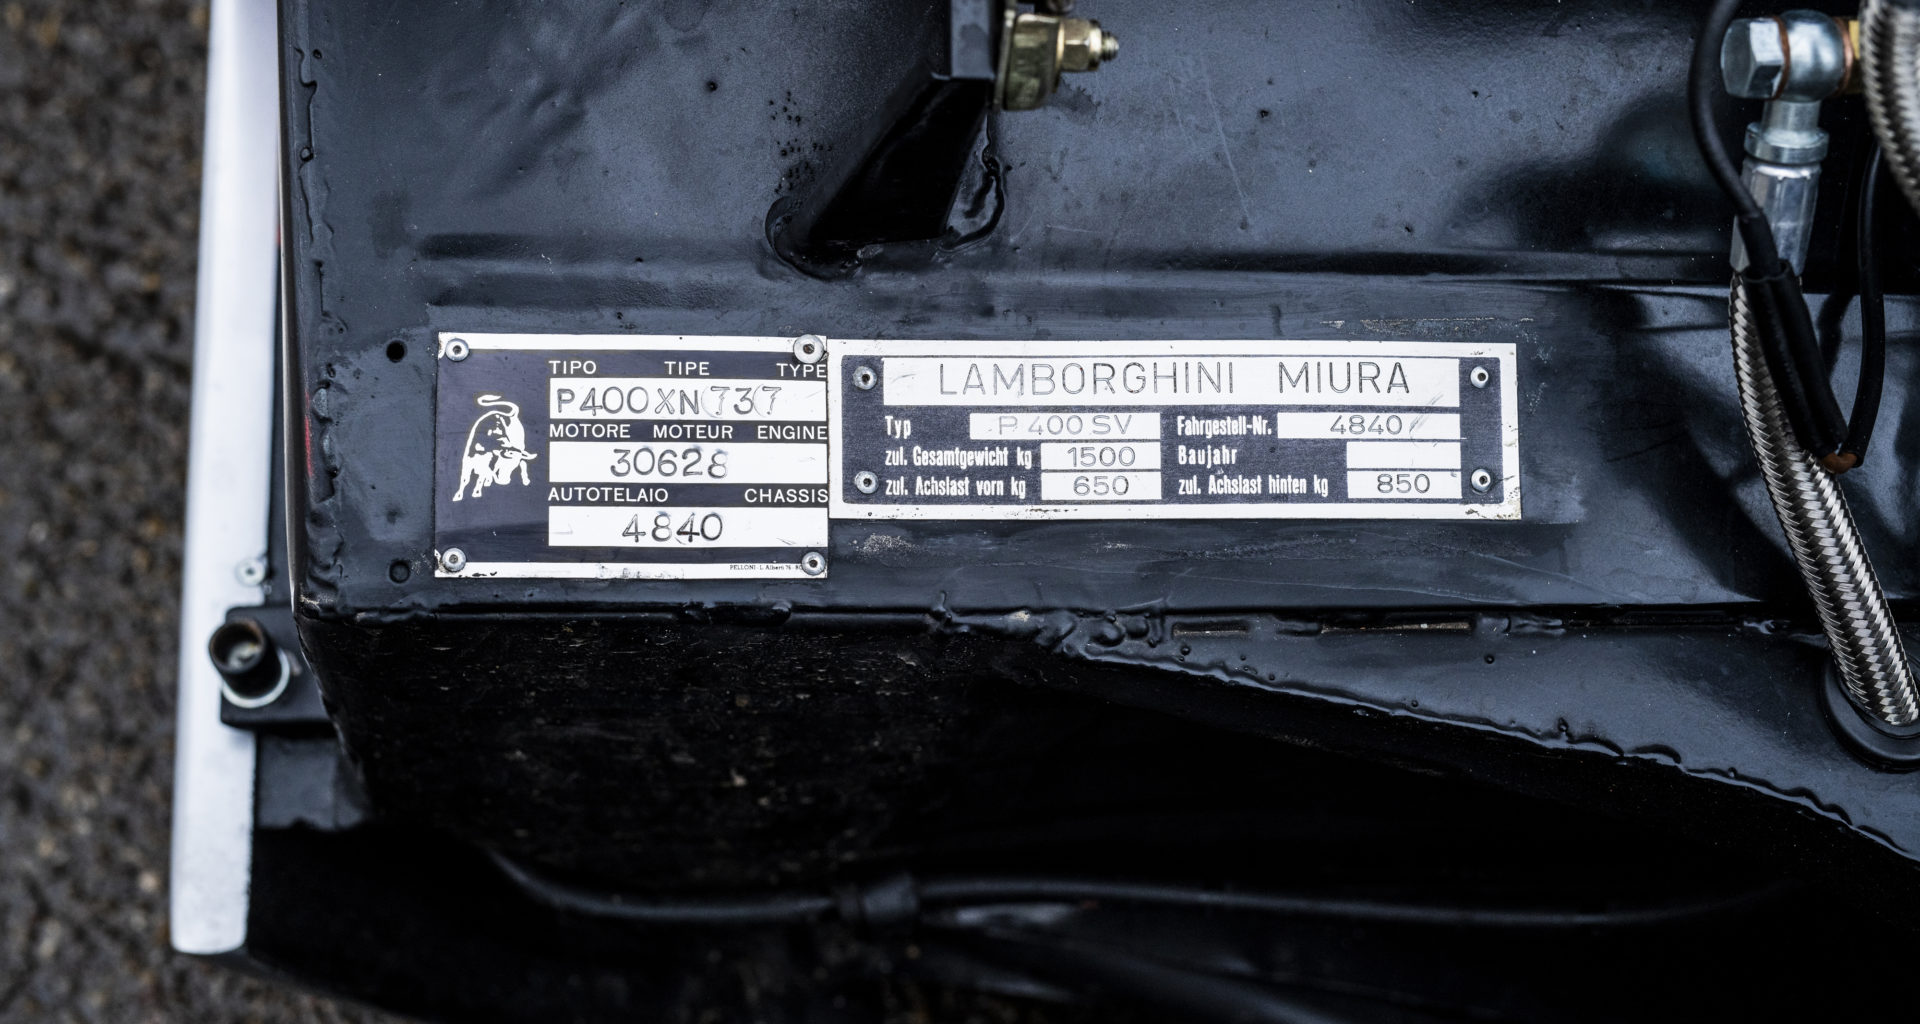 TIPO TIPE TYPE
P400XN737
MOTORE MOTEUR ENGINE
30628
AUTOTELAIO CHASSIS
4840
LAMBORGHINI MIURA
Typ P 400 SV Fahrgestell-Nr. 4840
zul. Gesamtgewicht kg 1500 Baujahr
zul. Achslast vorn kg 650 zul. Achslast hinten kg 850